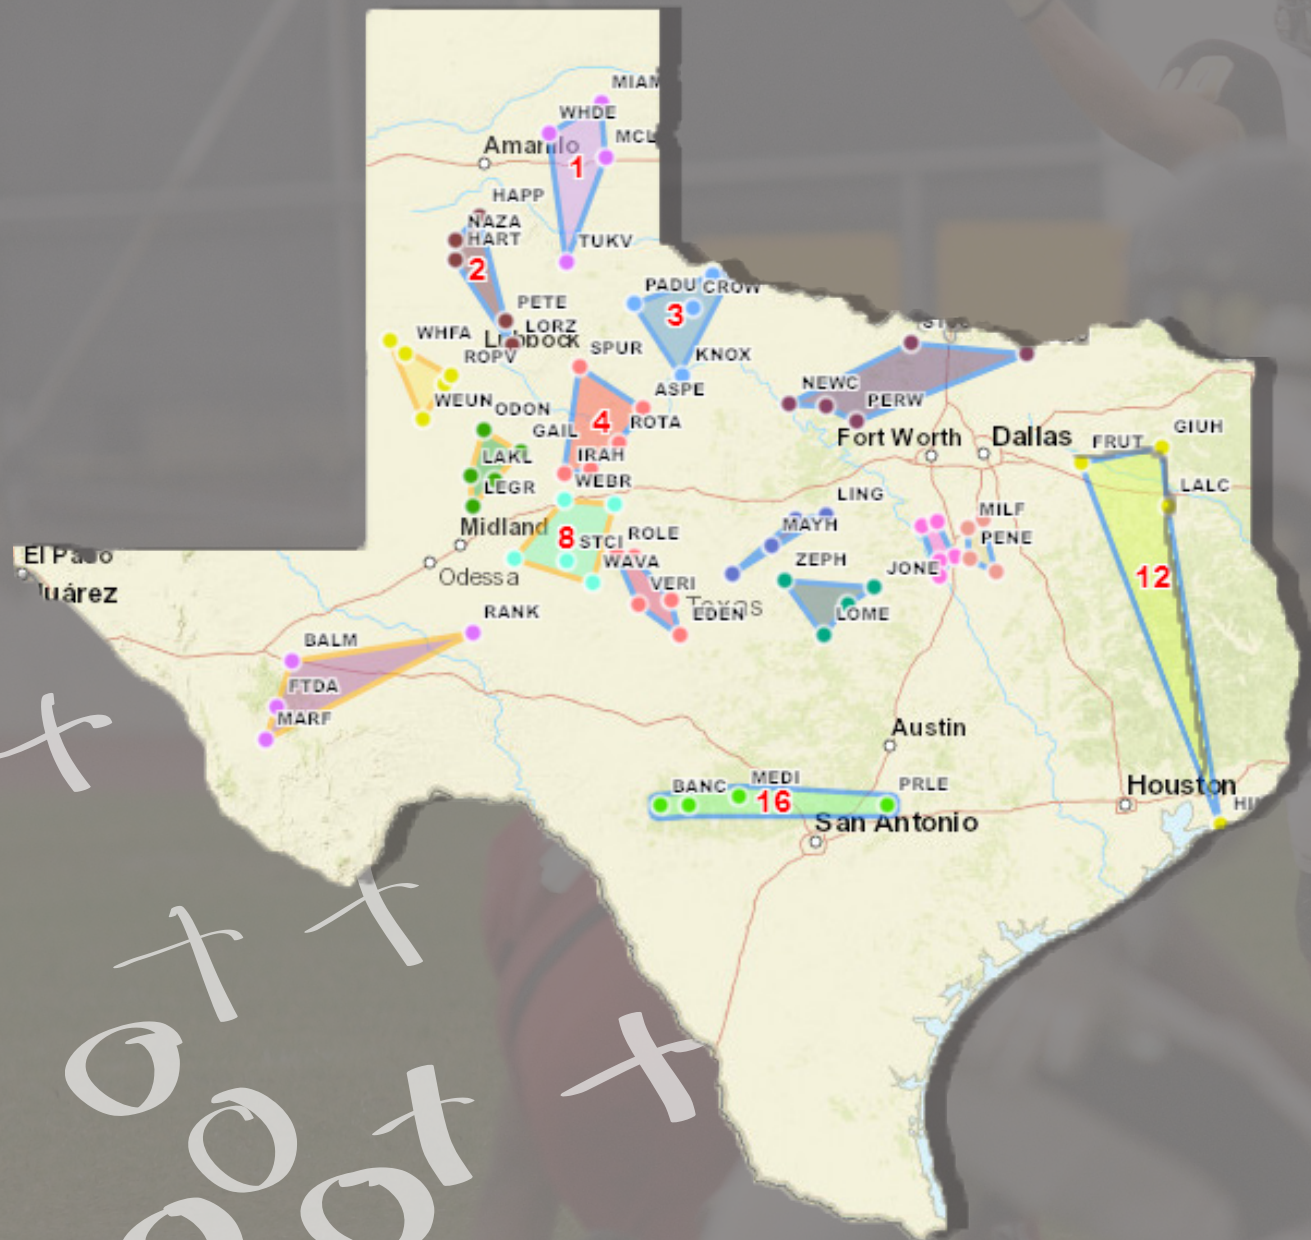 MIAM
WHDE
MCL
Amarillo
1
HAPP
NAZA
HART
TUKV
2
PADU
CROW
PETE
3
LORZ
Lubbock
WHFA
SPUR
KNOX
ROPV
ASPE
NEWC
PERW
WEUN
ODON
4
ROTA
GAIL
Fort Worth
Dallas
FRUT
GIUH
LAKL
IRAH
LEGR
WEBR
LALC
LING
Midland
8
STCI
ROLE
MAYH
MILF
PENE
El Paso
Juárez
Odessa
WAVA
ZEPH
JONE
12
VERI
Texas
EDEN
LOME
RANK
BALM
FTDA
MARF
Austin
BANC
MEDI
16
PRLE
Houston
San Antonio